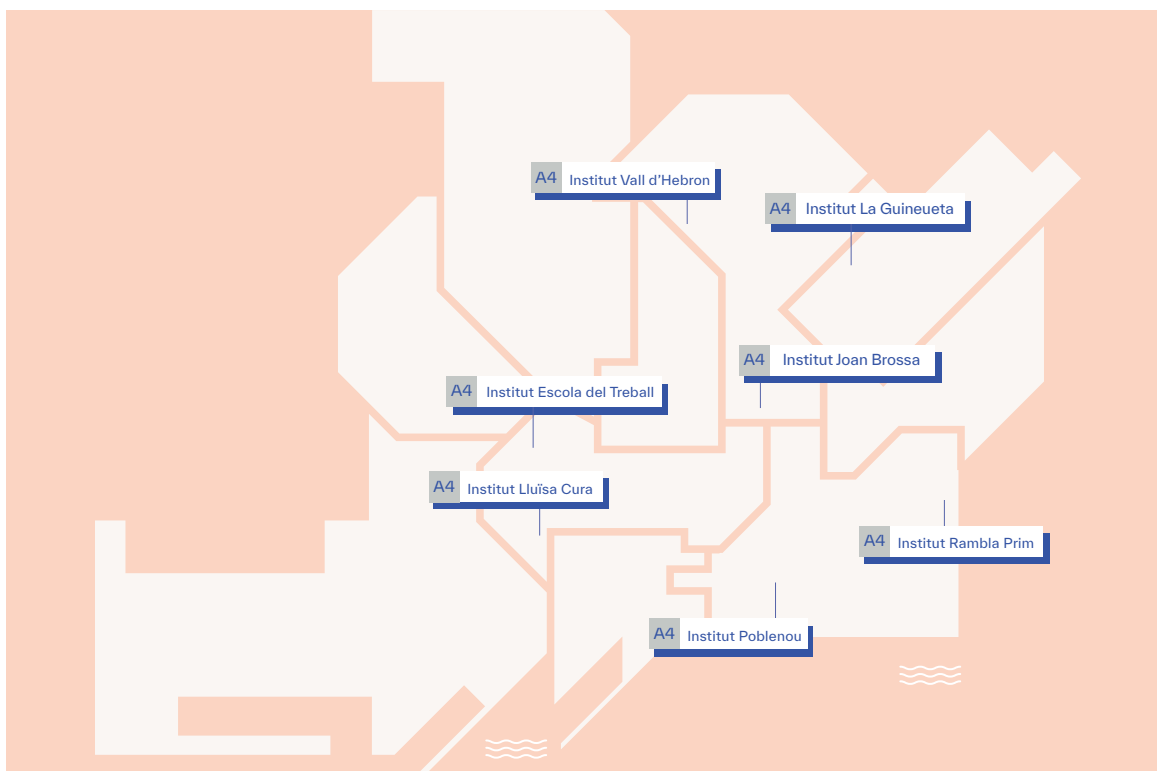 A4 Institut Vall d’Hebron
A4 Institut La Guineueta
A4 Institut Joan Brossa
A4 Institut Escola del Treball
A4 Institut Lluïsa Cura
A4 Institut Rambla Prim
A4 Institut Poblenou